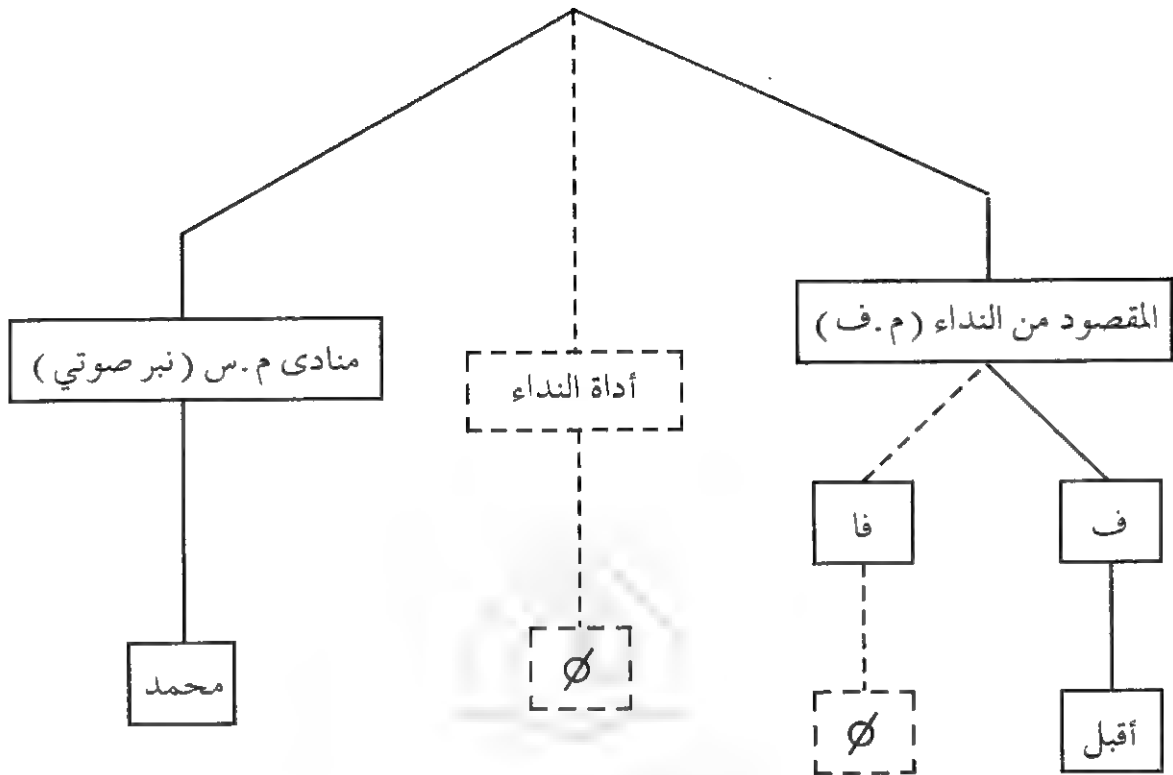 المقصود من النداء (م.ف)
أداة النداء
منادى م.س (نبر صوتي)
ف
فا
أقبل
Ø
Ø
محمد